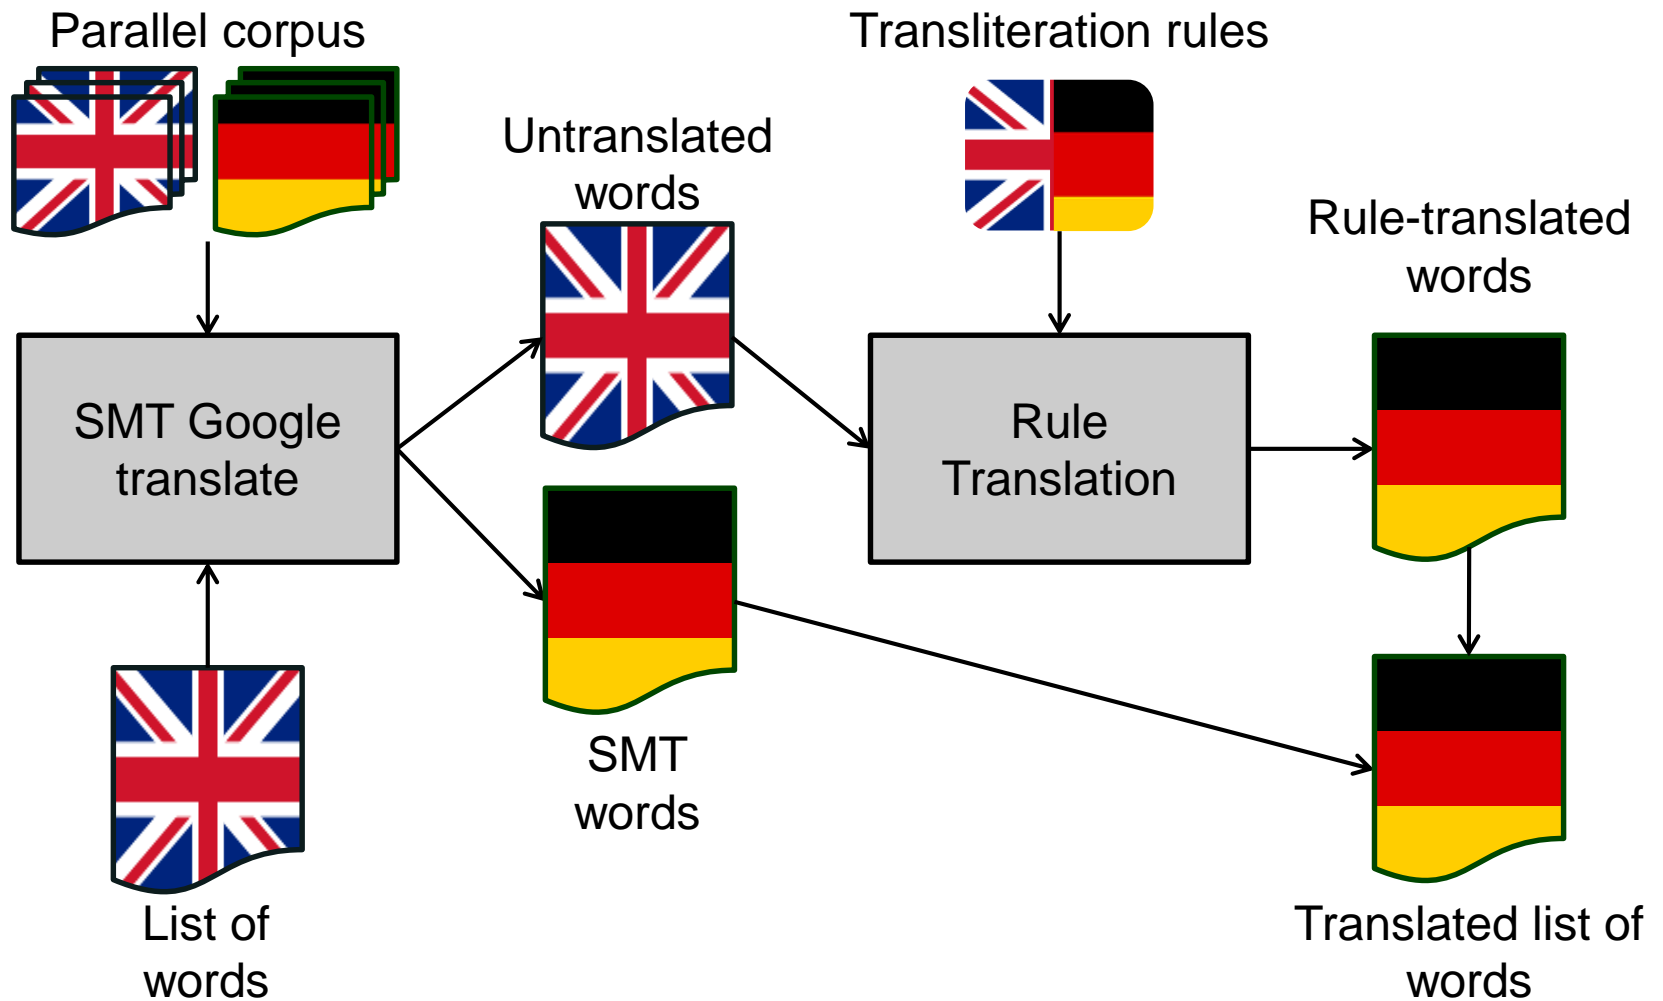 Parallel corpus
Transliteration rules
Untranslated
words
Rule-translated
words
SMT Google
translate
Rule
Translation
SMT
words
List of
words
Translated list of
words